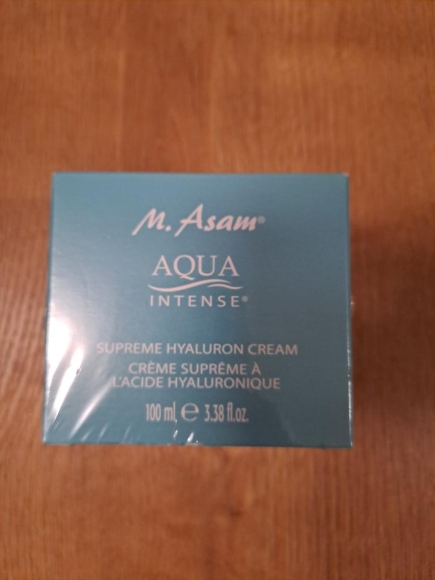 M. Asam®
AQUA
INTENSE®
SUPREME HYALURON CREAM
CRÈME SUPRÊME À
L'ACIDE HYALURONIQUE
100 ml ℮ 3.38 fl.oz.